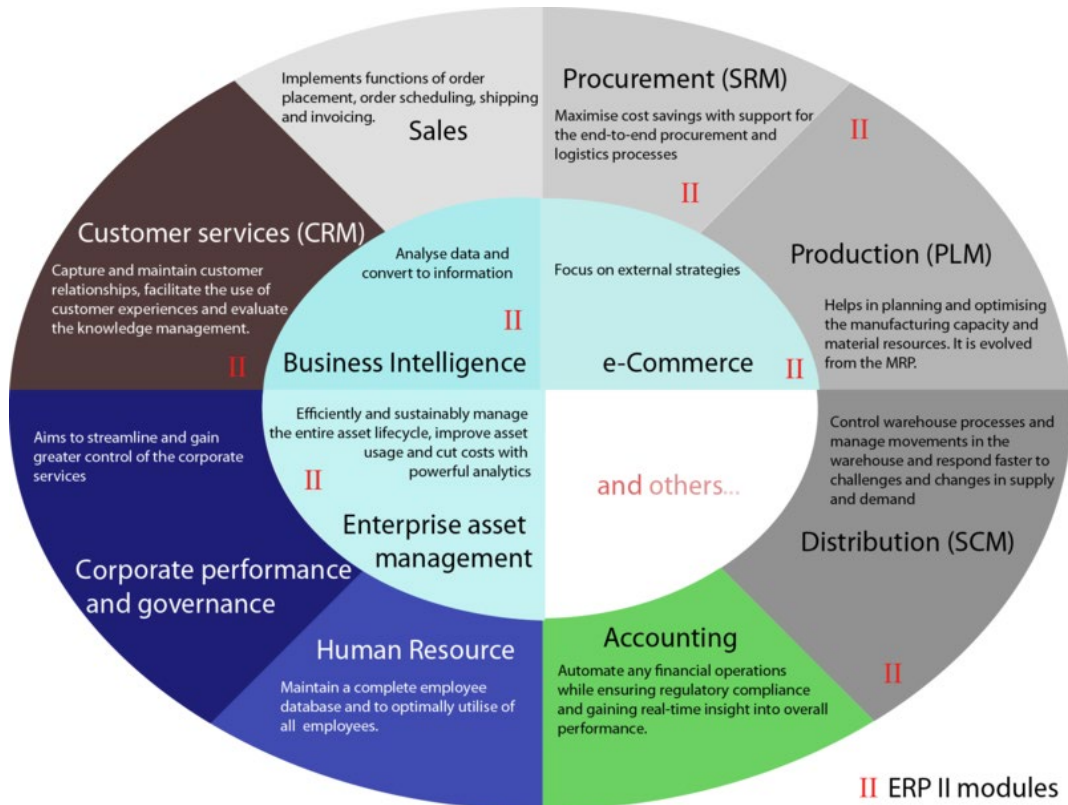 Implements functions of order
placement, order scheduling, shipping
and invoicing.
Sales
Procurement (SRM)
Maximise cost savings with support for
the end-to-end procurement and
logistics processes
II
II
Production (PLM)
Helps in planning and optimising
the manufacturing capacity and
material resources. It is evolved
from the MRP.
Customer services (CRM)
Capture and maintain customer
relationships, facilitate the use of
customer experiences and evaluate
the knowledge management.
II
Analyse data and
convert to information
II
Business Intelligence
Focus on external strategies
e-Commerce
II
Aims to streamline and gain
greater control of the corporate
services
Corporate performance
and governance
Efficiently and sustainably manage
the entire asset lifecycle, improve asset
usage and cut costs with
powerful analytics
II
Enterprise asset
management
and others...
Control warehouse processes and
manage movements in the
warehouse and respond faster to
challenges and changes in supply
and demand
Distribution (SCM)
II
Human Resource
Maintain a complete employee
database and to optimally utilise of
all employees.
Accounting
Automate any financial operations
while ensuring regulatory compliance
and gaining real-time insight into overall
performance.
II ERP II modules